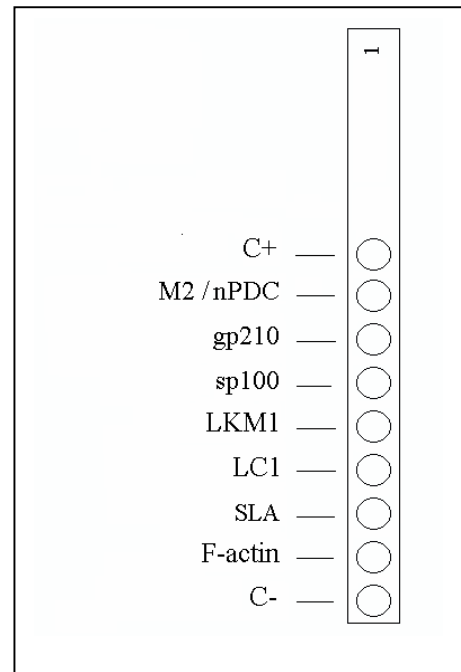 1
C+
M2 /nPDC
gp210
sp100
LKM1
LC1
SLA
F-actin
C-